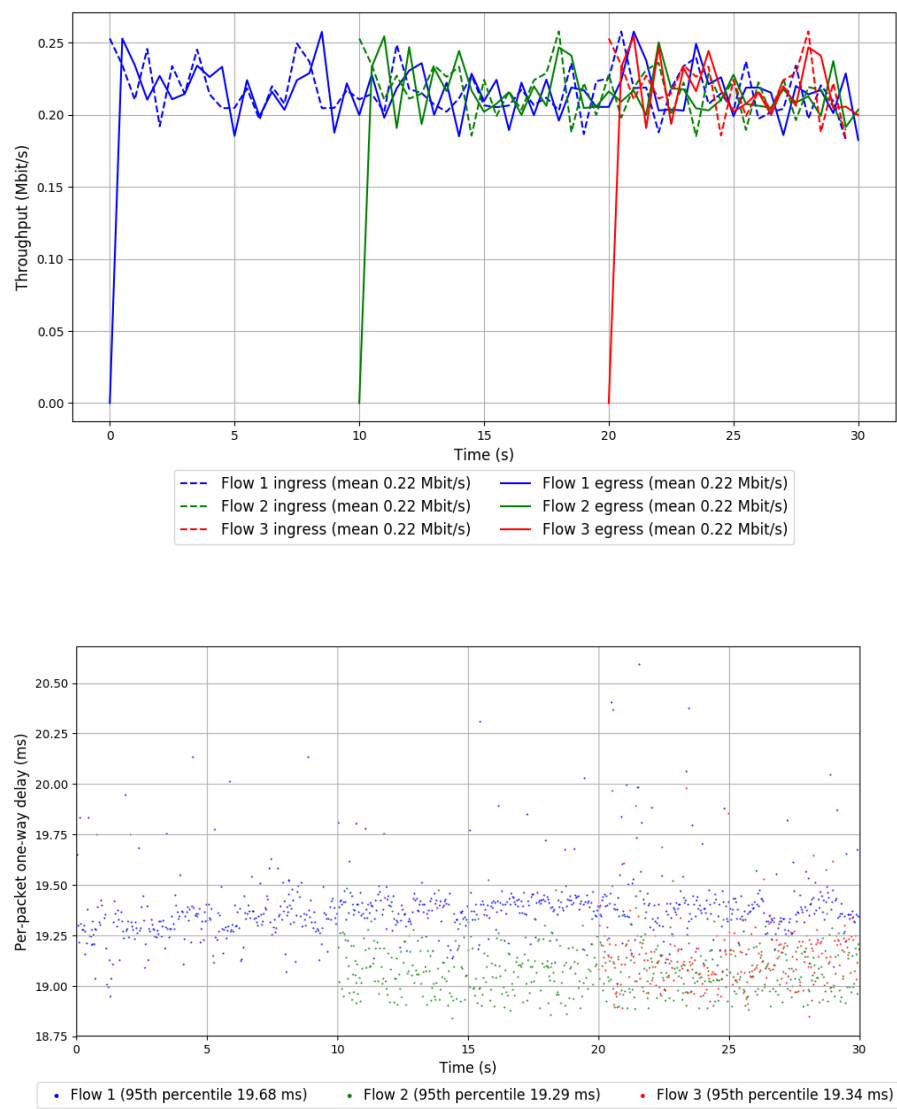 0.25
0.20
0.15
0.10
0.05
0.00
Throughput (Mbit/s)
0 5 10 15 20 25 30
Time (s)
Flow 1 ingress (mean 0.22 Mbit/s) Flow 1 egress (mean 0.22 Mbit/s)
Flow 2 ingress (mean 0.22 Mbit/s) Flow 2 egress (mean 0.22 Mbit/s)
Flow 3 ingress (mean 0.22 Mbit/s) Flow 3 egress (mean 0.22 Mbit/s)
20.50
20.25
20.00
19.75
19.50
19.25
19.00
18.75
Per-packet one-way delay (ms)
0 5 10 15 20 25 30
Time (s)
Flow 1 (95th percentile 19.68 ms) Flow 2 (95th percentile 19.29 ms) Flow 3 (95th percentile 19.34 ms)